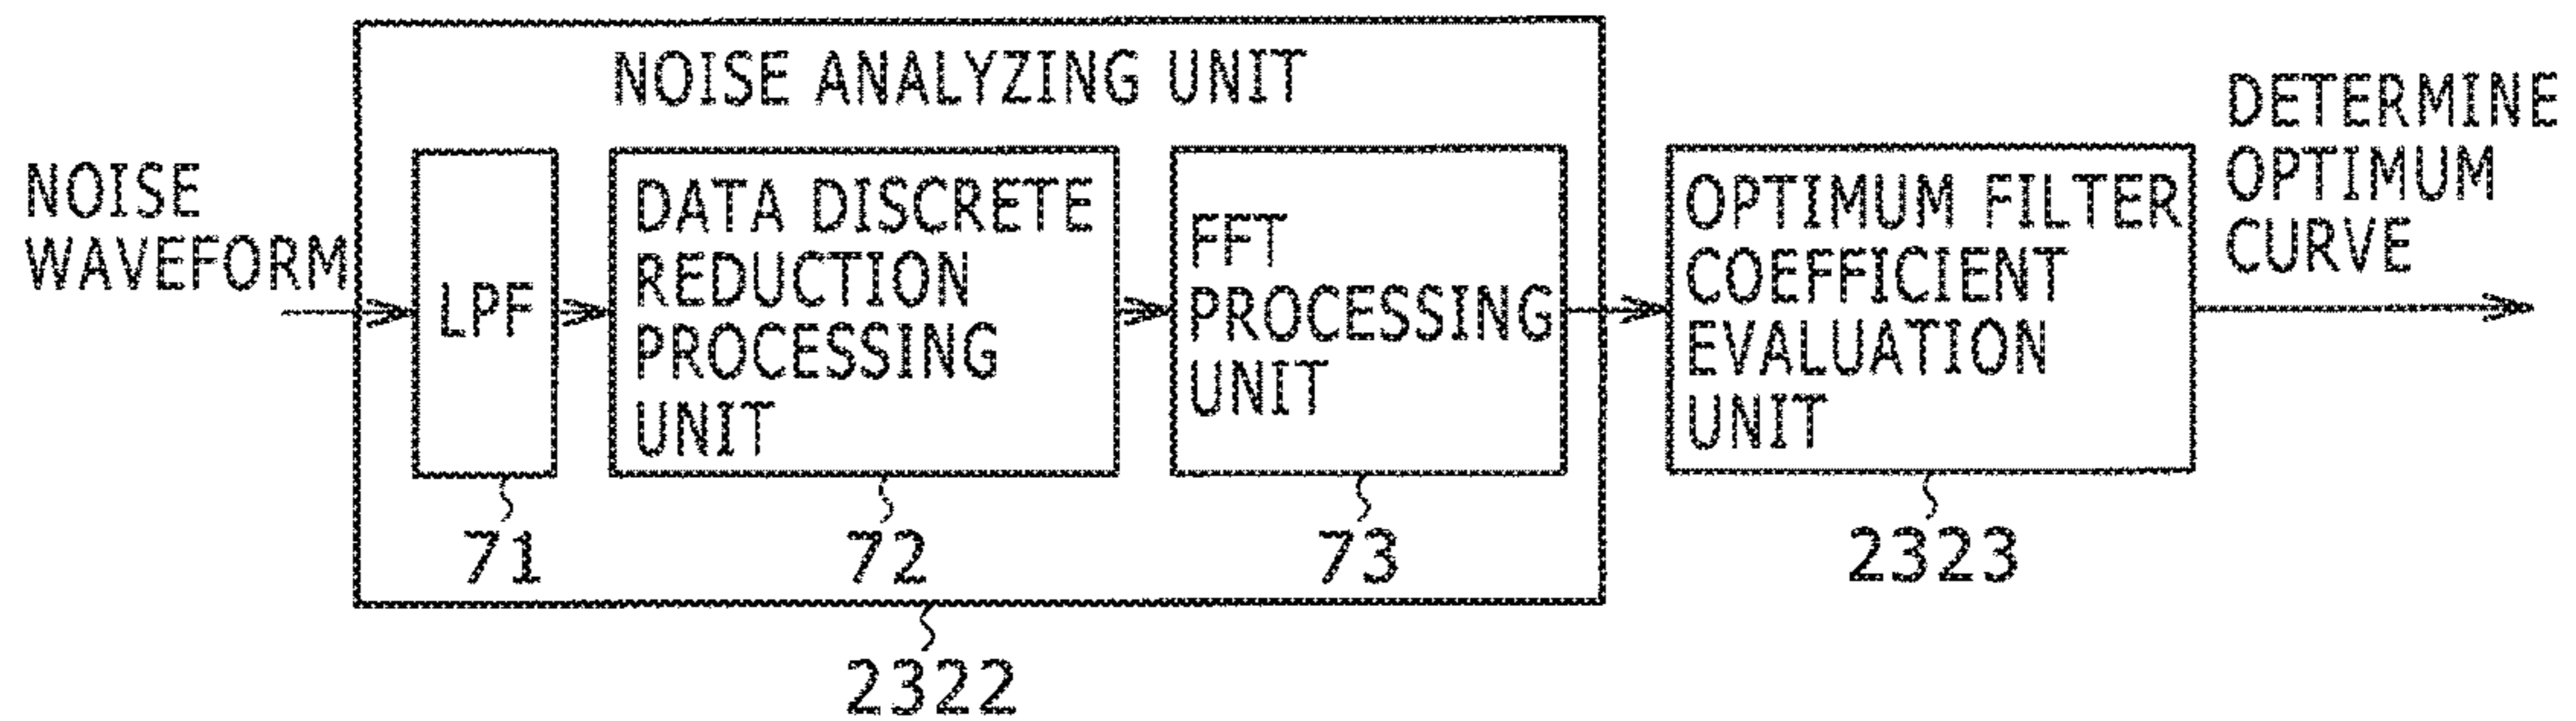 NOISE ANALYZING UNIT
NOISE
WAVEFORM
LPF
DATA DISCRETE
REDUCTION
PROCESSING
UNIT
FFT
PROCESSING
UNIT
OPTIMUM FILTER
COEFFICIENT
EVALUATION
UNIT
DETERMINE
OPTIMUM
CURVE
71
72
73
2323
2322